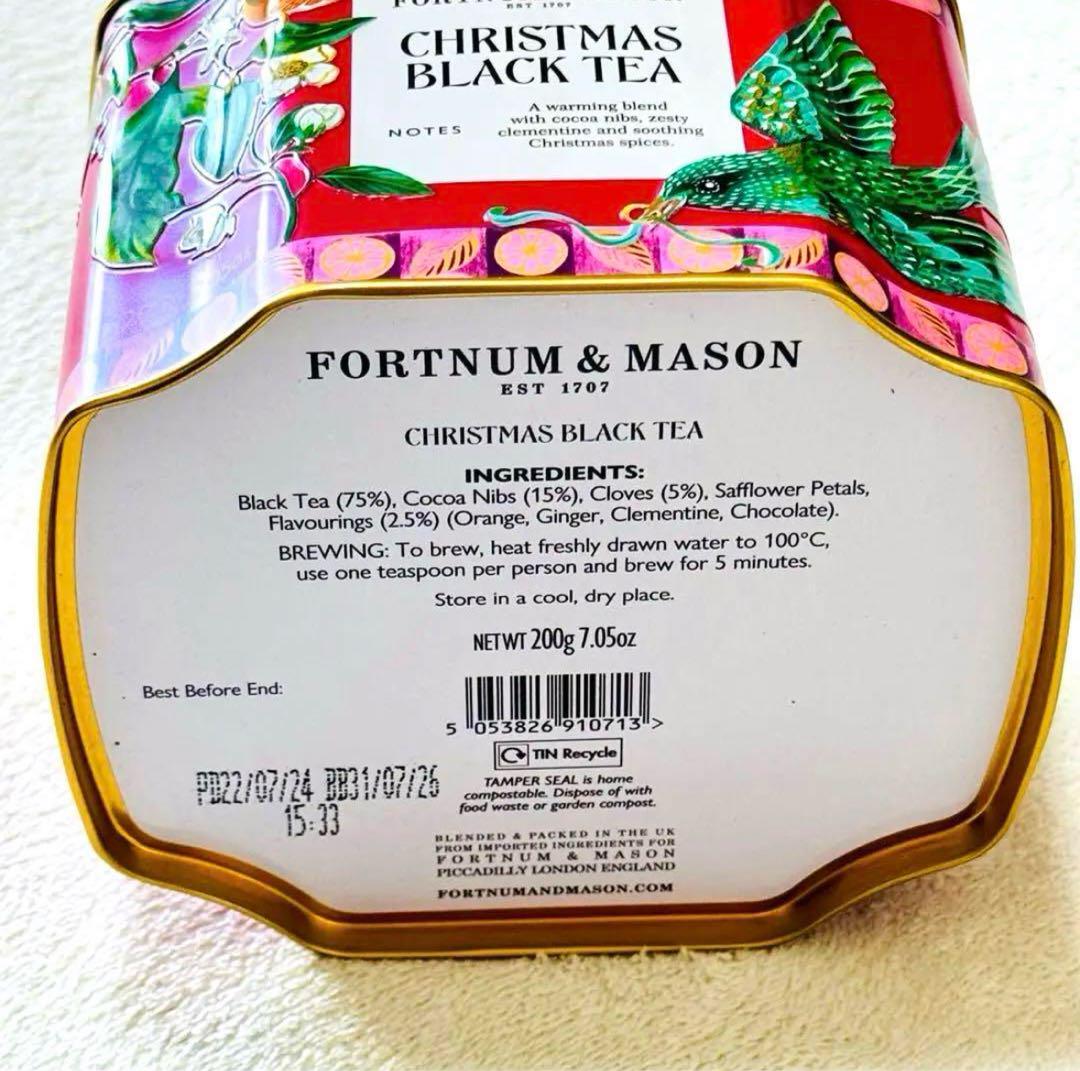 FORTNUM & MASON
EST 1707
CHRISTMAS
BLACK TEA
NOTES
A warming blend
with cocoa nibs, zesty
clementine and soothing
Christmas spices.
FORTNUM & MASON
EST 1707
CHRISTMAS BLACK TEA
INGREDIENTS:
Black Tea (75%), Cocoa Nibs (15%), Cloves (5%), Safflower Petals,
Flavourings (2.5%) (Orange, Ginger, Clementine, Chocolate).
BREWING: To brew, heat freshly drawn water to 100°C,
use one teaspoon per person and brew for 5 minutes.
Store in a cool, dry place.
NET WT 200g 7.05oz
Best Before End:
5 053826 910713 >
TIN Recycle
PD22/07/24 BB31/07/26
15:33
TAMPER SEAL is home
compostable. Dispose of with
food waste or garden compost.
BLENDED & PACKED IN THE UK
FROM IMPORTED INGREDIENTS FOR
FORTNUM & MASON
PICCADILLY LONDON ENGLAND
FORTNUMANDMASON.COM